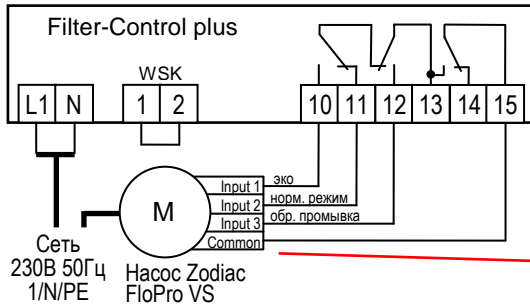 Filter-Control plus
WSK
L1 N 1 2 10 11 12 13 14 15
Input 1 эко
Input 2 норм. режим
Input 3 обр. промывка
Common
M
Сеть
230В 50Гц
1/N/PE
Насос Zodiac
FloPro VS